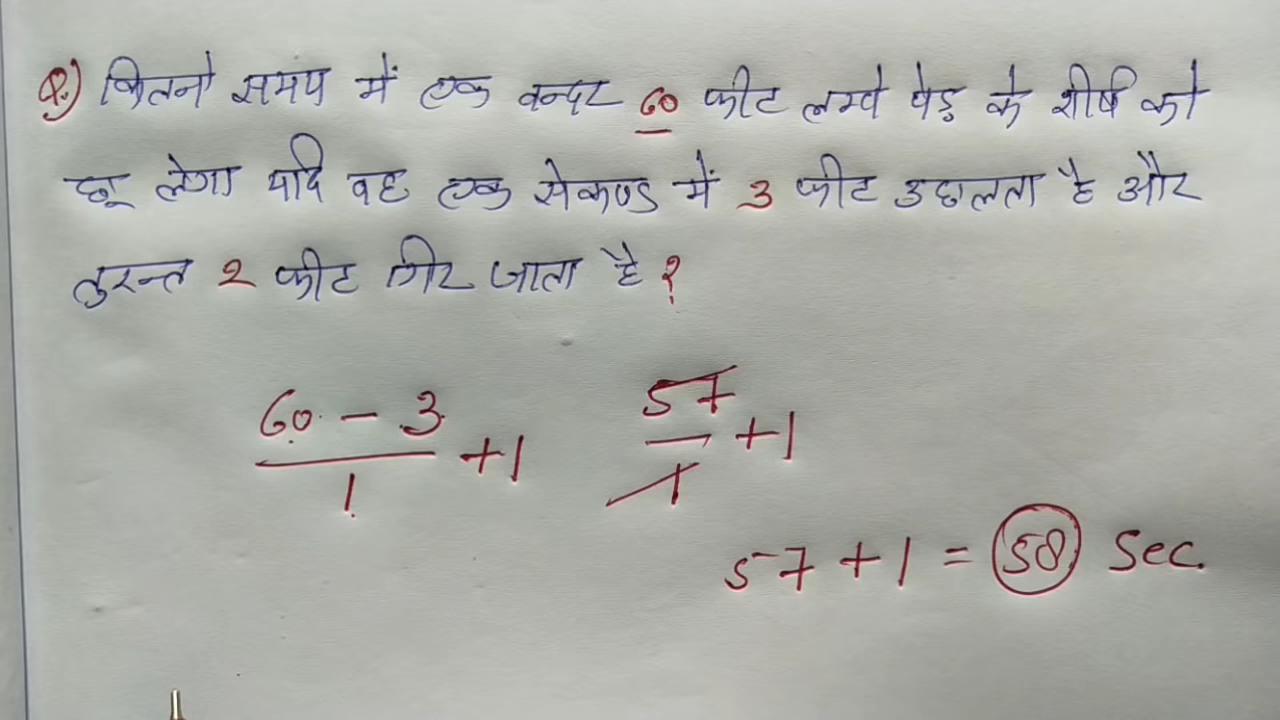 Q.) कितनो समय में एक बन्दर 60 फीट लम्बे पेड़ के शीर्ष को
छू लेगा यदि वह एक सेकण्ड में 3 फीट उछलता है और
तुरन्त 2 फीट गिर जाता है ?
60 - 3 / 1 + 1    57 / 1 + 1
57 + 1 = 58 Sec.